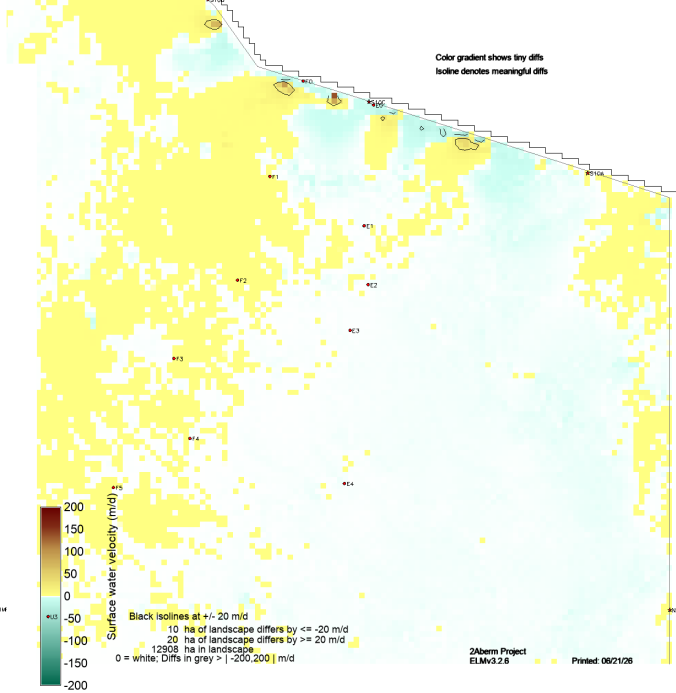 Color gradient shows tiny diffs
Isoline denotes meaningful diffs
F0
S10A
F1
E1
F2
E2
E3
F3
F4
E4
F5
200
150
100
50
0
-50
-100
-150
-200
Surface water velocity (m/d)
U3
Black isolines at +/- 20 m/d
10 ha of landscape differs by <= -20 m/d
20 ha of landscape differs by >= 20 m/d
12908 ha in landscape
0 = white; Diffs in grey > | -200,200 | m/d
2Aberm Project
ELMv3.2.6
Printed: 06/21/26